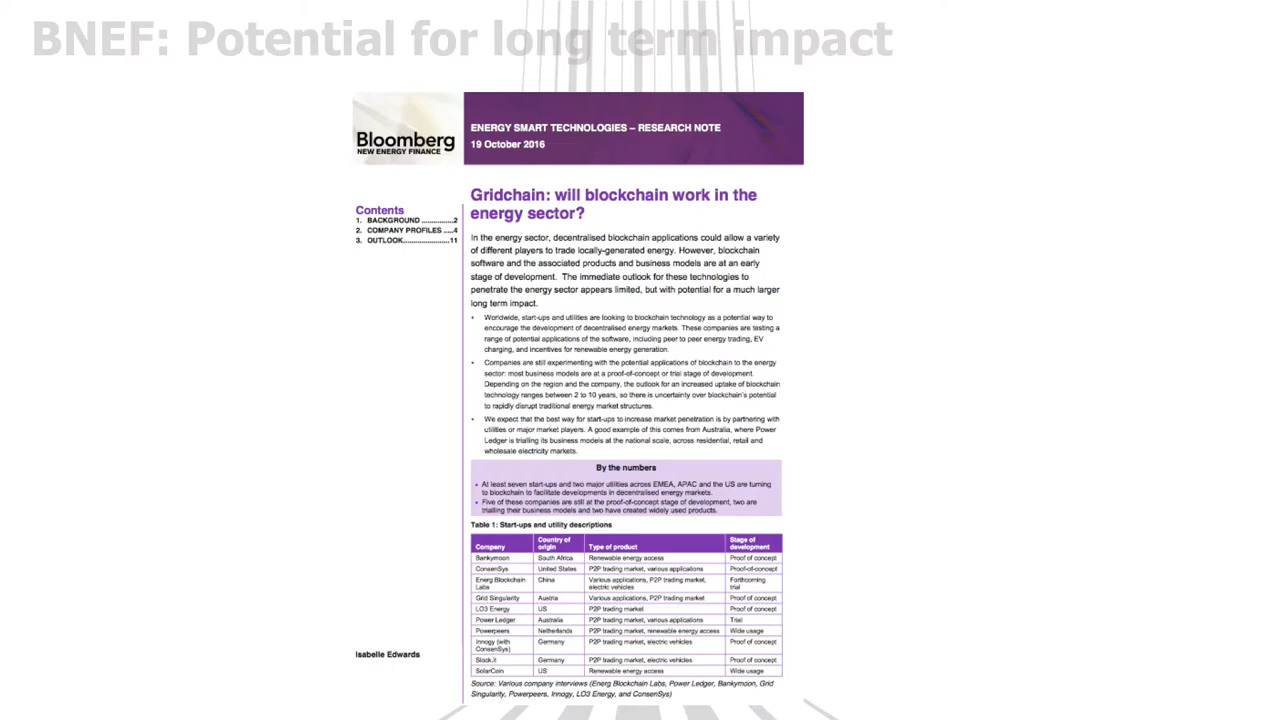 BNEF: Potential for long term impact
Bloomberg
NEW ENERGY FINANCE
ENERGY SMART TECHNOLOGIES – RESEARCH NOTE
19 October 2016
Contents
1. BACKGROUND ..............2
2. COMPANY PROFILES ....4
3. OUTLOOK......................11
Isabelle Edwards
Gridchain: will blockchain work in the
energy sector?
In the energy sector, decentralised blockchain applications could allow a variety
of different players to trade locally-generated energy. However, blockchain
software and the associated products and business models are at an early
stage of development. The immediate outlook for these technologies to
penetrate the energy sector appears limited, but with potential for a much larger
long term impact.
• Worldwide, start-ups and utilities are looking to blockchain technology as a potential way to
encourage the development of decentralised energy markets. These companies are testing a
range of potential applications of the software, including peer to peer energy trading, EV
charging, and incentives for renewable energy generation.
• Companies are still experimenting with the potential applications of blockchain to the energy
sector: most business models are at a proof-of-concept or trial stage of development.
Depending on the region and the company, the outlook for an increased uptake of blockchain
technology ranges between 2 to 10 years, so there is uncertainty over blockchain's potential
to rapidly disrupt traditional energy market structures.
• We expect that the best way for start-ups to increase market penetration is by partnering with
utilities or major market players. A good example of this comes from Australia, where Power
Ledger is trialling its business models at the national scale, across residential, retail and
wholesale electricity markets.
By the numbers
• At least seven start-ups and two major utilities across EMEA, APAC and the US are turning
to blockchain to facilitate developments in decentralised energy markets.
• Five of these companies are still at the proof-of-concept stage of development, two are
trialling their business models and two have created widely used products.
Table 1: Start-ups and utility descriptions
Company Country of origin Type of product Stage of development
Bankymoon South Africa Renewable energy access Proof of concept
ConsenSys United States P2P trading market, various applications Proof-of-concept
Energ Blockchain Labs China Various applications, P2P trading market, electric vehicles Forthcoming trial
Grid Singularity Austria Various applications, P2P trading market Proof of concept
LO3 Energy US P2P trading market Proof of concept
Power Ledger Australia P2P trading market, various applications Trial
Powerpeers Netherlands P2P trading market, renewable energy access Wide usage
Innogy (with ConsenSys) Germany P2P trading market, electric vehicles Proof of concept
Slock.it Germany P2P trading market, electric vehicles Proof of concept
SolarCoin US Renewable energy access Wide usage
Source: Various company interviews (Energ Blockchain Labs, Power Ledger, Bankymoon, Grid
Singularity, Powerpeers, Innogy, LO3 Energy, and ConsenSys)